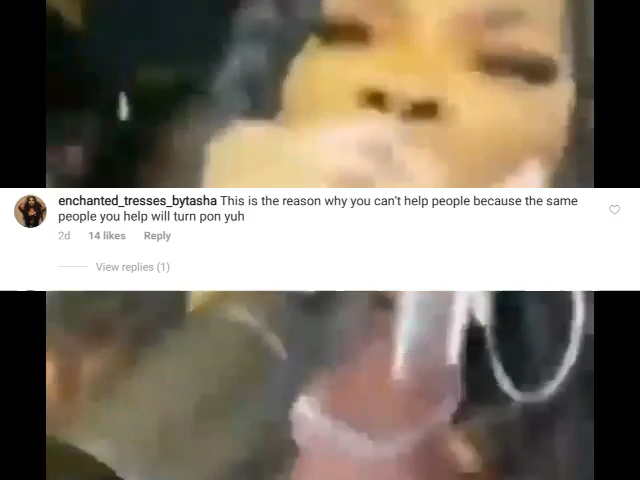 enchanted_tresses_bytasha This is the reason why you can't help people because the same
people you help will turn pon yuh
2d 14 likes Reply
View replies (1)